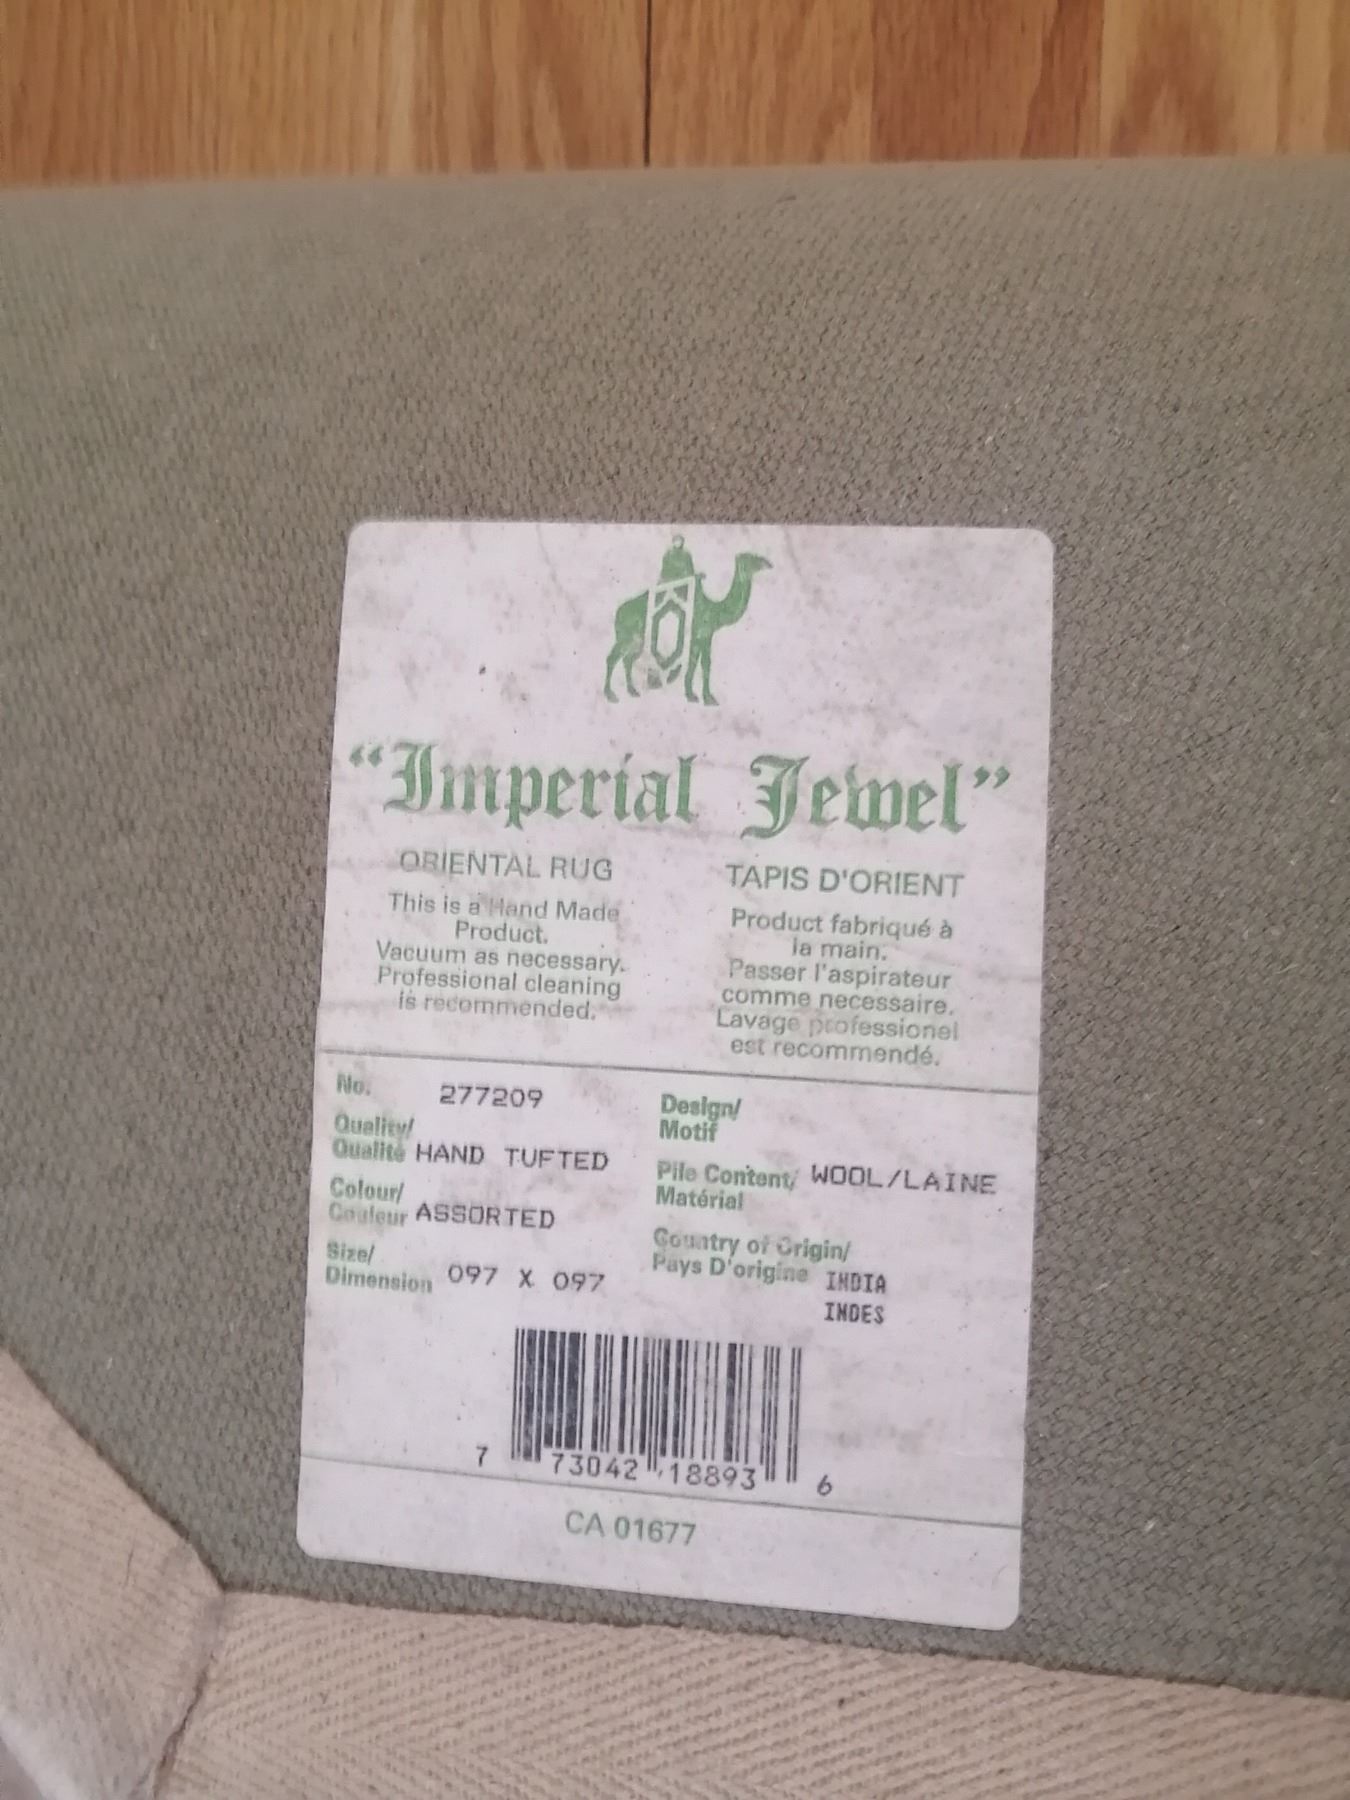 “Imperial Jewel”
ORIENTAL RUG
This is a Hand Made
Product.
Vacuum as necessary.
Professional cleaning
is recommended.
TAPIS D'ORIENT
Product fabriqué à
la main.
Passer l'aspirateur
comme necessaire.
Lavage professionel
est recommendé.
No. 277209
Quality/
Qualité HAND TUFTED
Colour/
Couleur ASSORTED
Size/
Dimension 097 X 097
Design/
Motif
Pile Content/ WOOL/LAINE
Matérial
Country of Origin/
Pays D'origine INDIA
INDES
7 73042 18893 6
CA 01677